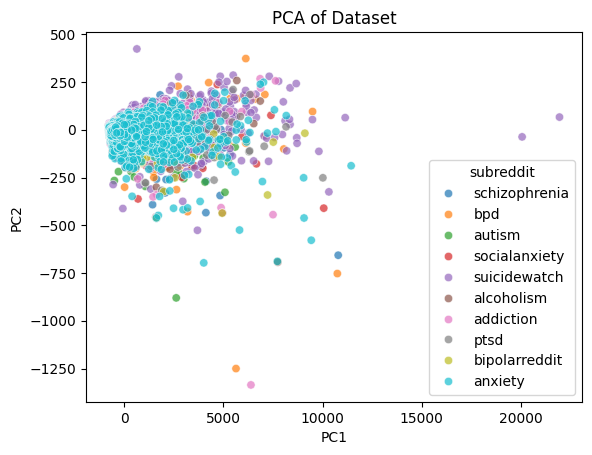 PCA of Dataset
500
250
0
−250
−500
−750
−1000
−1250
PC2
0
5000
10000
15000
20000
PC1
subreddit
schizophrenia
bpd
autism
socialanxiety
suicidewatch
alcoholism
addiction
ptsd
bipolarreddit
anxiety